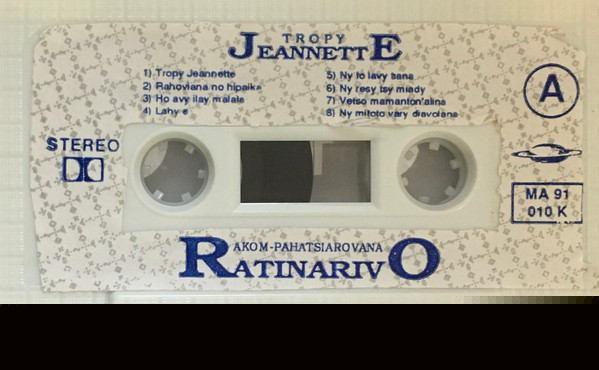 TROPY
JEANNETTE
1) Tropy Jeannette
2) Rahoviana no hipaika
3) Ho avy ilay malala
4) Lahy e
5) Ny to lavy sana
6) Ny resy tsy miady
7) Vetso mamanton'alina
8) Ny mitoto vary diavolana
A
STEREO
MA 91
010 K
AKOM-PAHATSIAROVANA
RATINARIVO